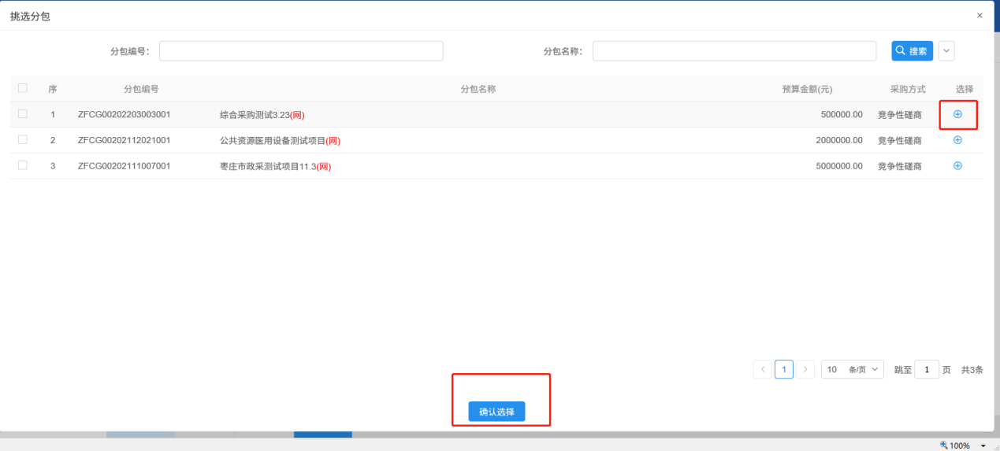 挑选分包 ×
分包编号: 分包名称: 搜索
序 分包编号 分包名称 预算金额(元) 采购方式 选择
1 ZFCG00202203003001 综合采购测试3.23(网) 500000.00 竞争性磋商
2 ZFCG00202112021001 公共资源医用设备测试项目(网) 2000000.00 竞争性磋商
3 ZFCG00202111007001 枣庄市政采测试项目11.3(网) 5000000.00 竞争性磋商
1 10 条/页 跳至 1 页 共3条
确认选择
100%